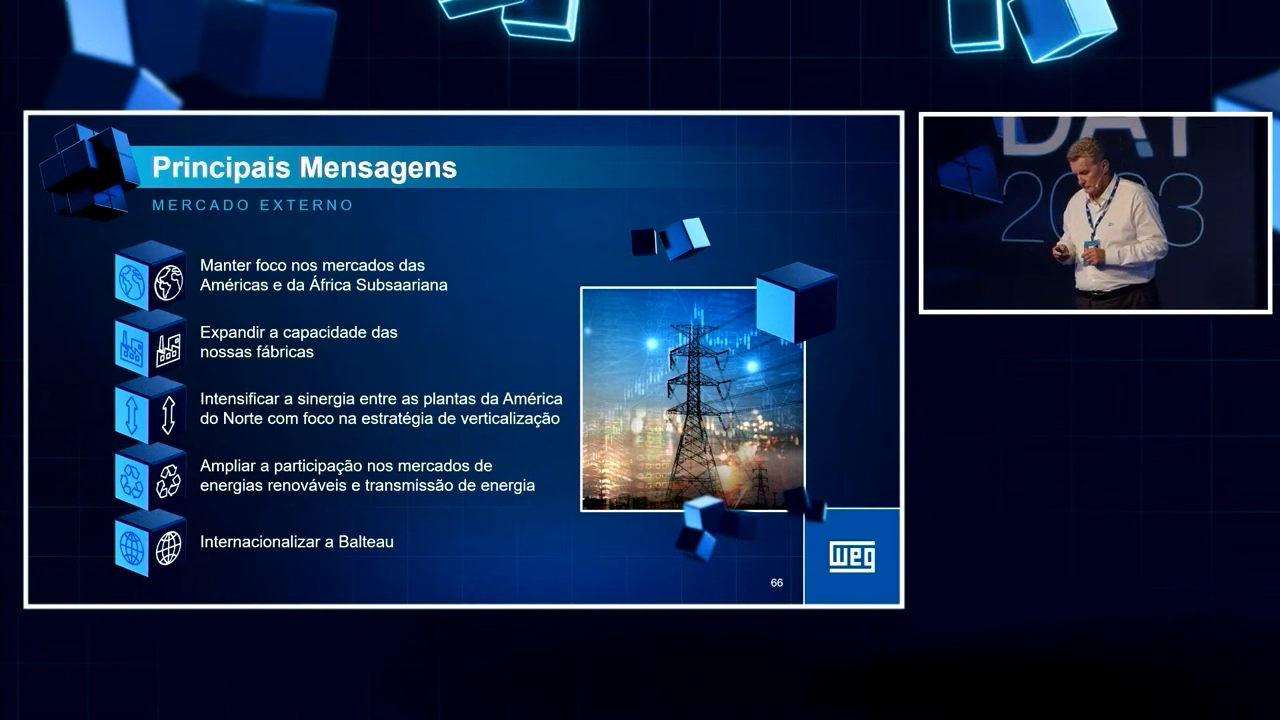 Principais Mensagens
MERCADO EXTERNO
Manter foco nos mercados das
Américas e da África Subsaariana
Expandir a capacidade das
nossas fábricas
Intensificar a sinergia entre as plantas da América
do Norte com foco na estratégia de verticalização
Ampliar a participação nos mercados de
energias renováveis e transmissão de energia
Internacionalizar a Balteau
66
weg
DAY
2023